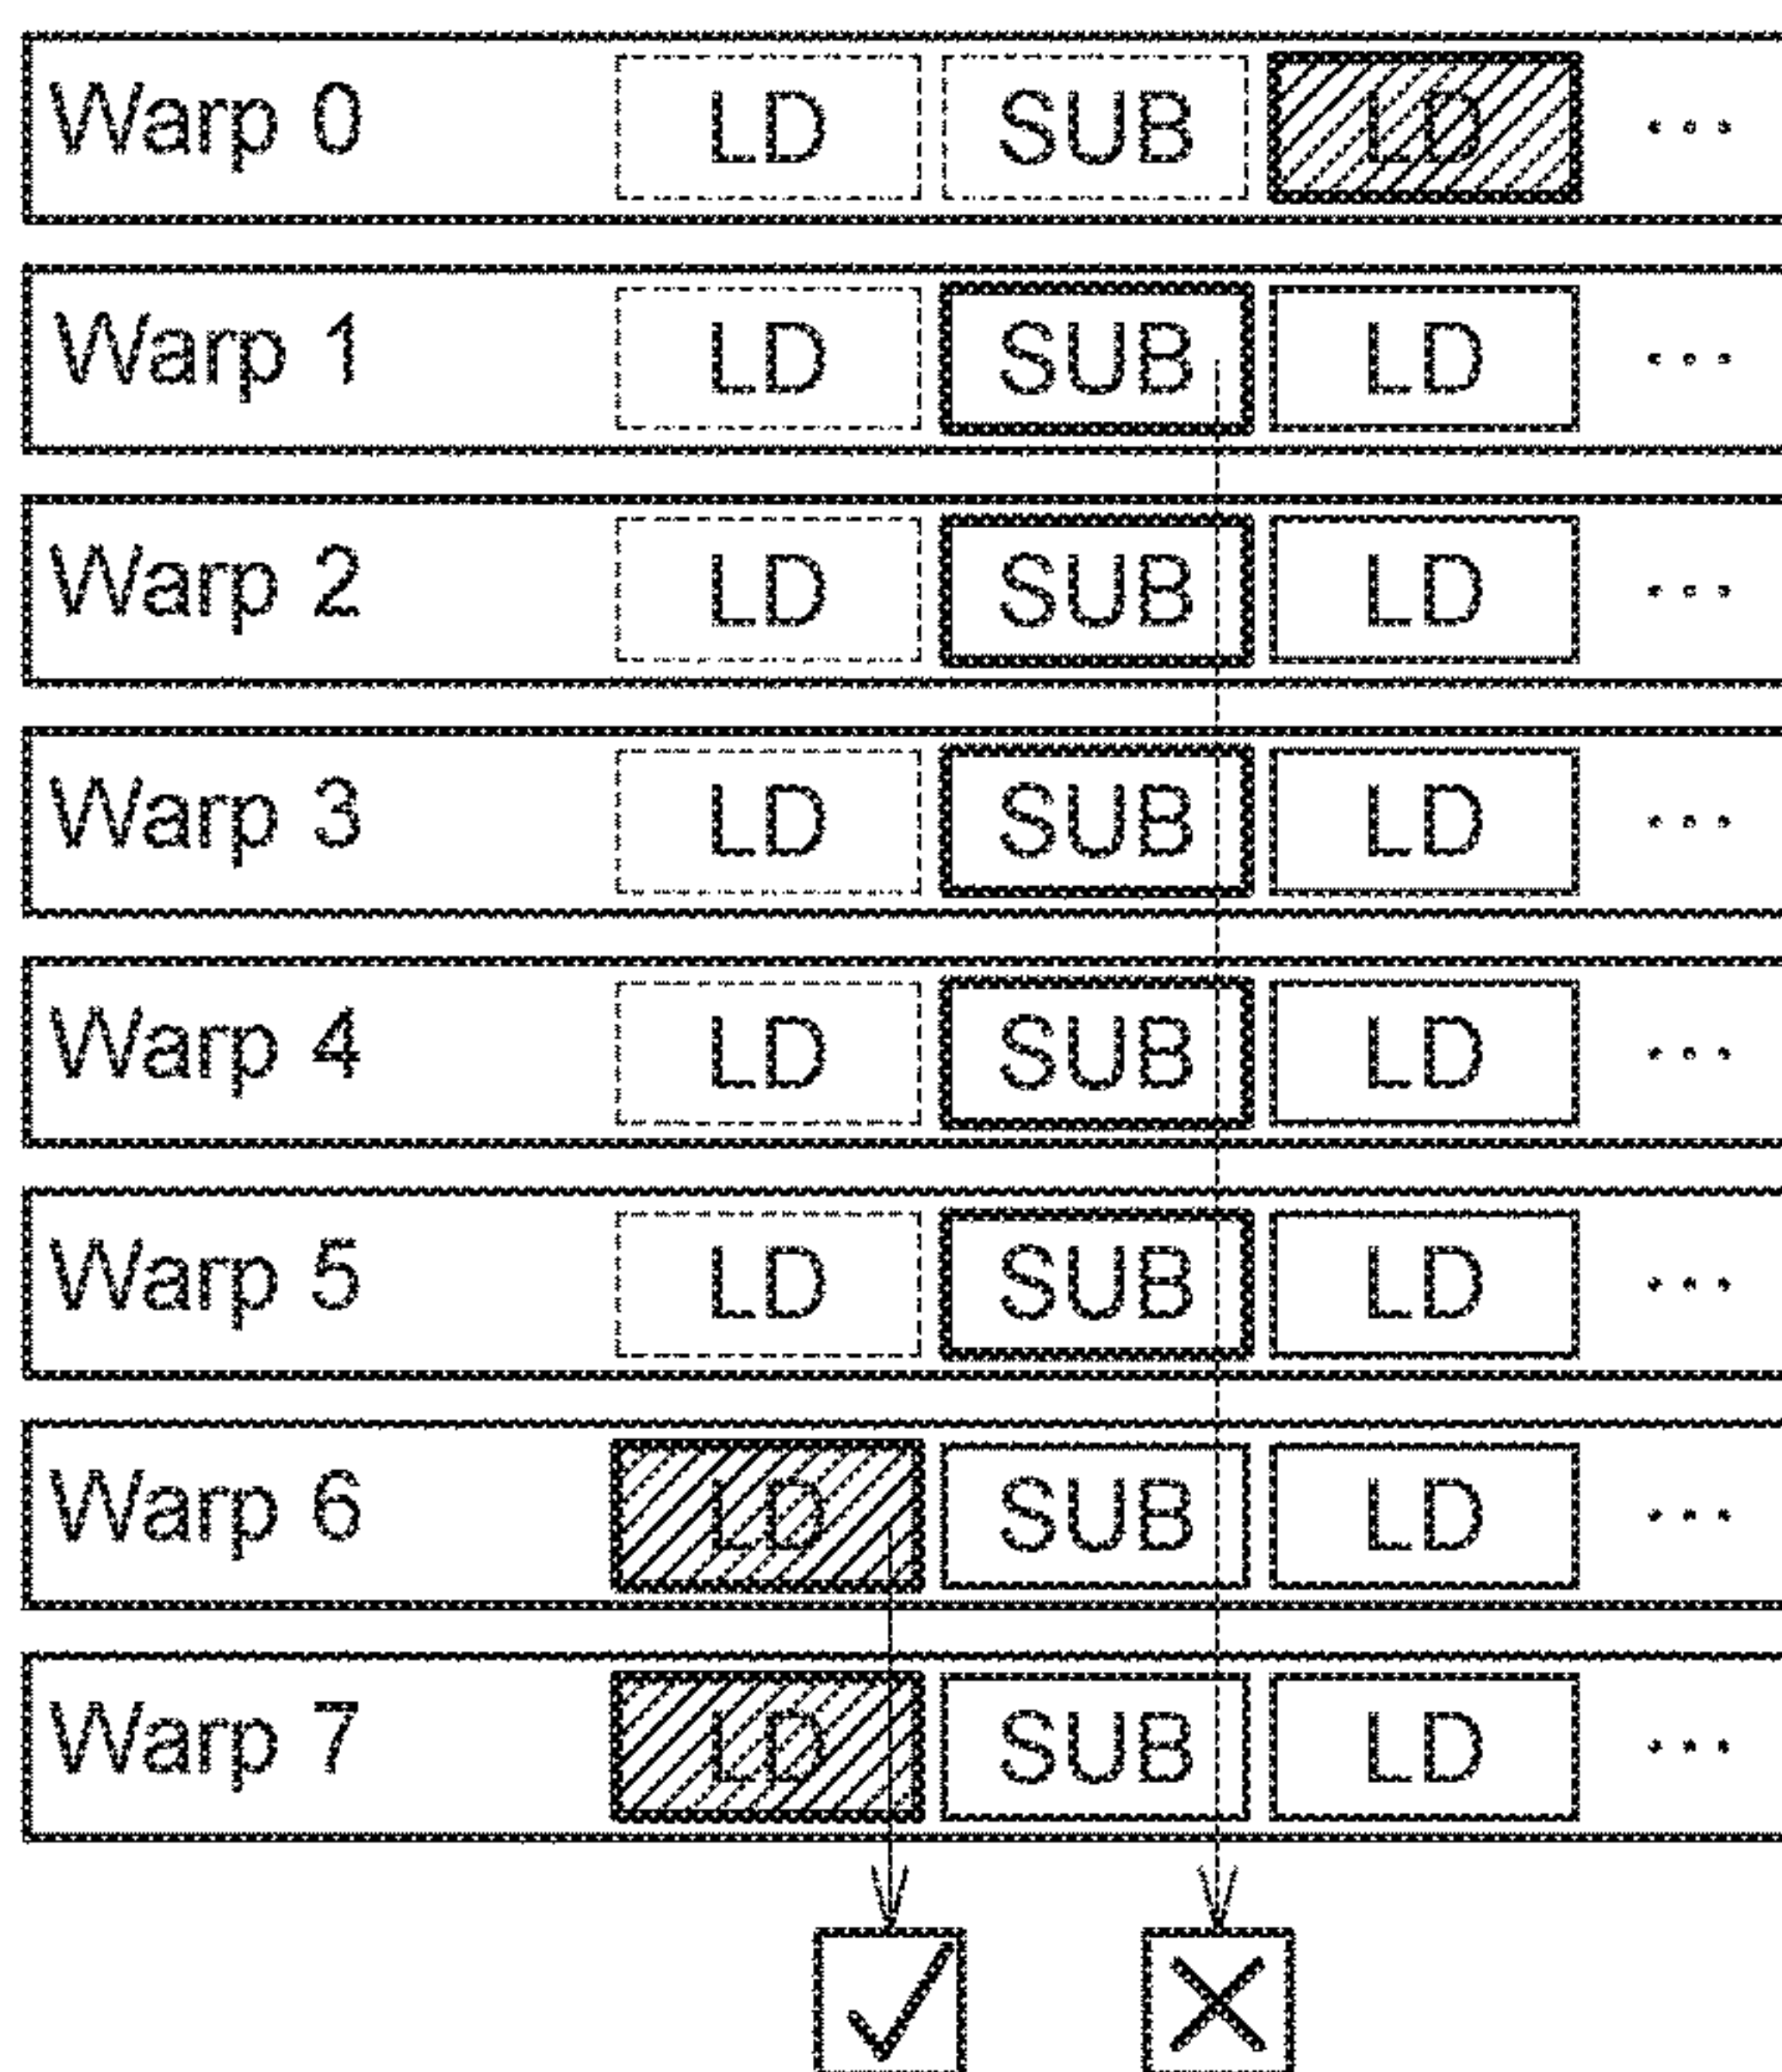 Warp 0 LD SUB LD ...
Warp 1 LD SUB LD ...
Warp 2 LD SUB LD ...
Warp 3 LD SUB LD ...
Warp 4 LD SUB LD ...
Warp 5 LD SUB LD ...
Warp 6 LD SUB LD ...
Warp 7 LD SUB LD ...